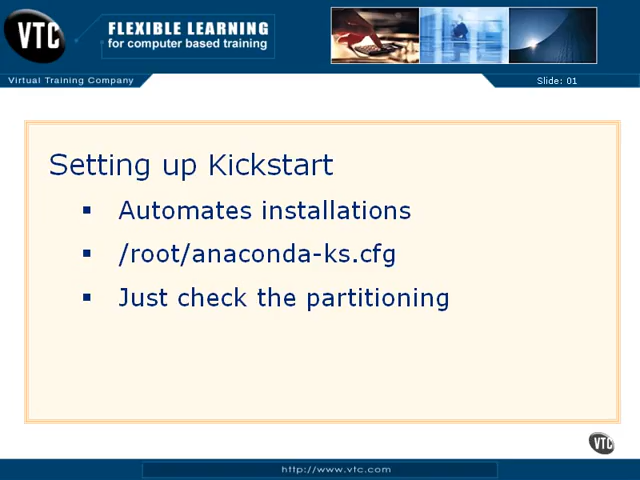 VTC
FLEXIBLE LEARNING
for computer based training
Virtual Training Company
Slide: 01
Setting up Kickstart
▪ Automates installations
▪ /root/anaconda-ks.cfg
▪ Just check the partitioning
VTC
http://www.vtc.com